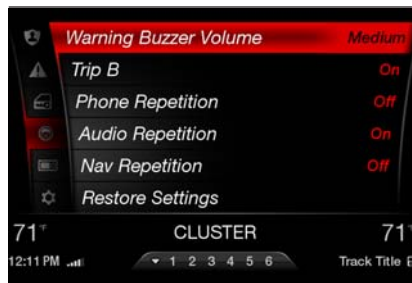 Warning Buzzer Volume Medium
Trip B On
Phone Repetition Off
Audio Repetition On
Nav Repetition Off
Restore Settings
71°F CLUSTER 71°
12:11 PM 1 2 3 4 5 6 Track Title